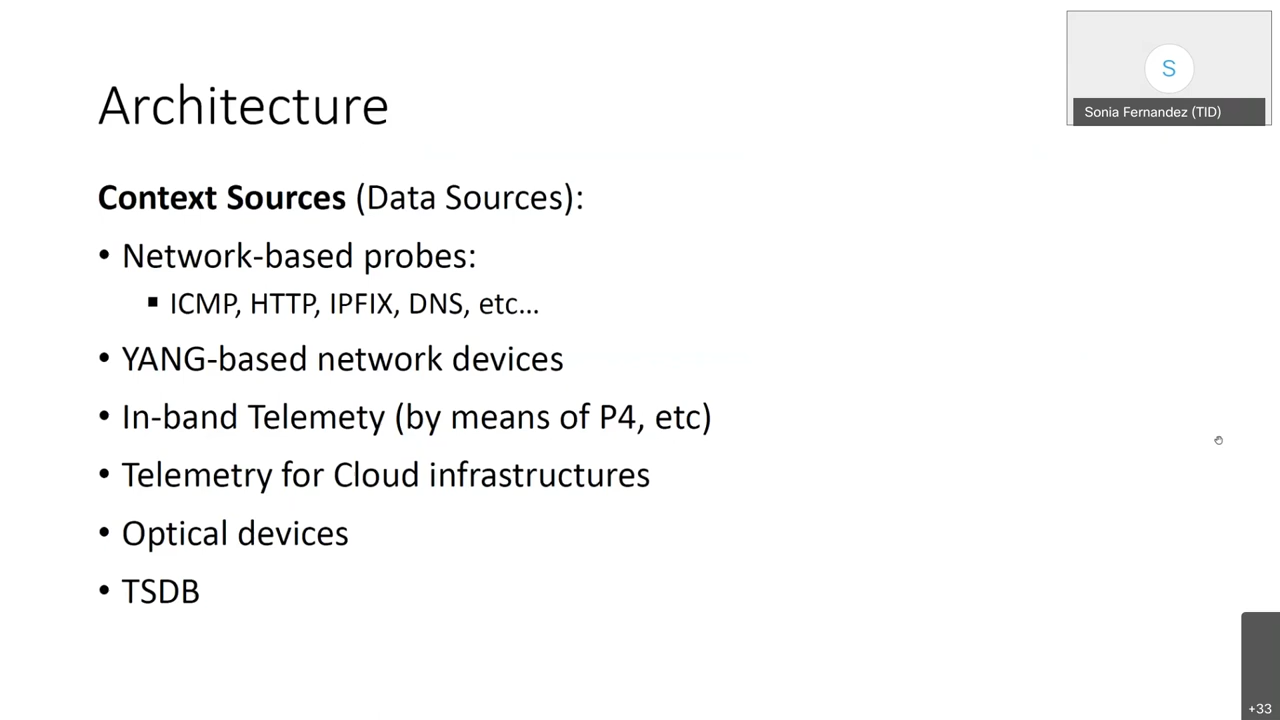 Architecture
S
Sonia Fernandez (TID)
Context Sources (Data Sources):
• Network-based probes:
▪ ICMP, HTTP, IPFIX, DNS, etc...
• YANG-based network devices
• In-band Telemety (by means of P4, etc)
• Telemetry for Cloud infrastructures
• Optical devices
• TSDB
+33